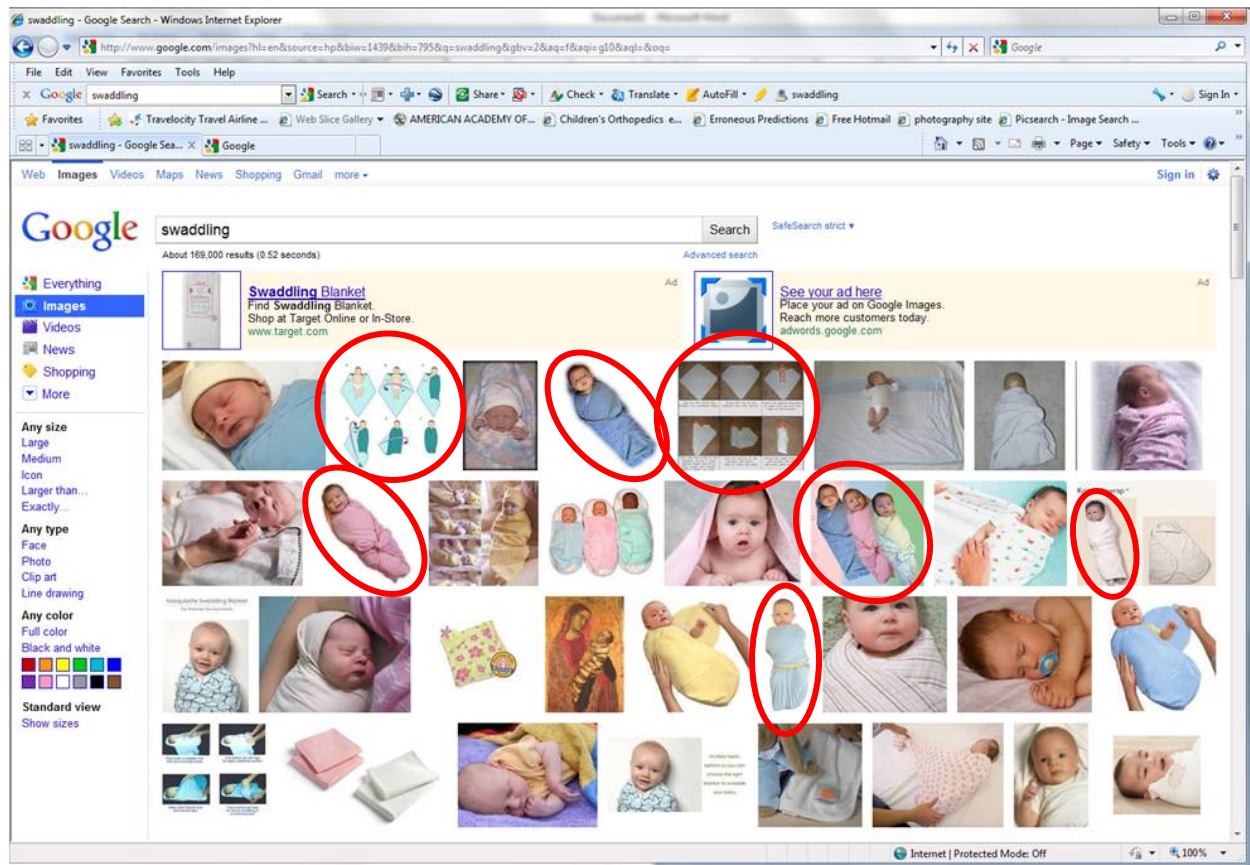 swaddling - Google Search - Windows Internet Explorer
http://www.google.com/images?hl=en&source=hp&biw=1439&bih=795&q=swaddling&gbv=2&aq=f&aqi=g10&aql=&oq=
Google
File Edit View Favorites Tools Help
x Google swaddling Search Share Check Translate AutoFill swaddling Sign In
Favorites Travelocity Travel Airline ... Web Slice Gallery AMERICAN ACADEMY OF... Children's Orthopedics e... Erroneous Predictions Free Hotmail photography site Picsearch - Image Search ...
swaddling - Google Sea... X Google Page Safety Tools
Web Images Videos Maps News Shopping Gmail more Sign in
Google swaddling Search SafeSearch strict
About 169,000 results (0.52 seconds) Advanced search
Everything
Images
Videos
News
Shopping
More
Any size
Large
Medium
Icon
Larger than...
Exactly...
Any type
Face
Photo
Clip art
Line drawing
Any color
Full color
Black and white
Standard view
Show sizes
Swaddling Blanket Ad
Find Swaddling Blanket.
Shop at Target Online or In-Store.
www.target.com
See your ad here Ad
Place your ad on Google Images.
Reach more customers today.
adwords.google.com
Swaddling Blanket
Internet | Protected Mode: Off 100%